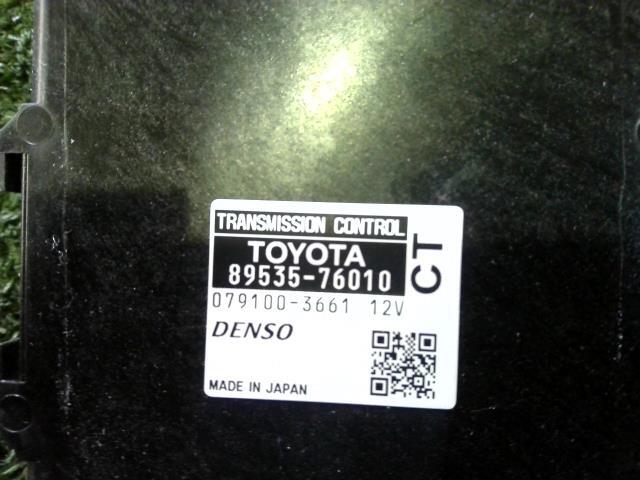 TRANSMISSION CONTROL
TOYOTA
89535-76010
CT
079100-3661 12V
DENSO
MADE IN JAPAN